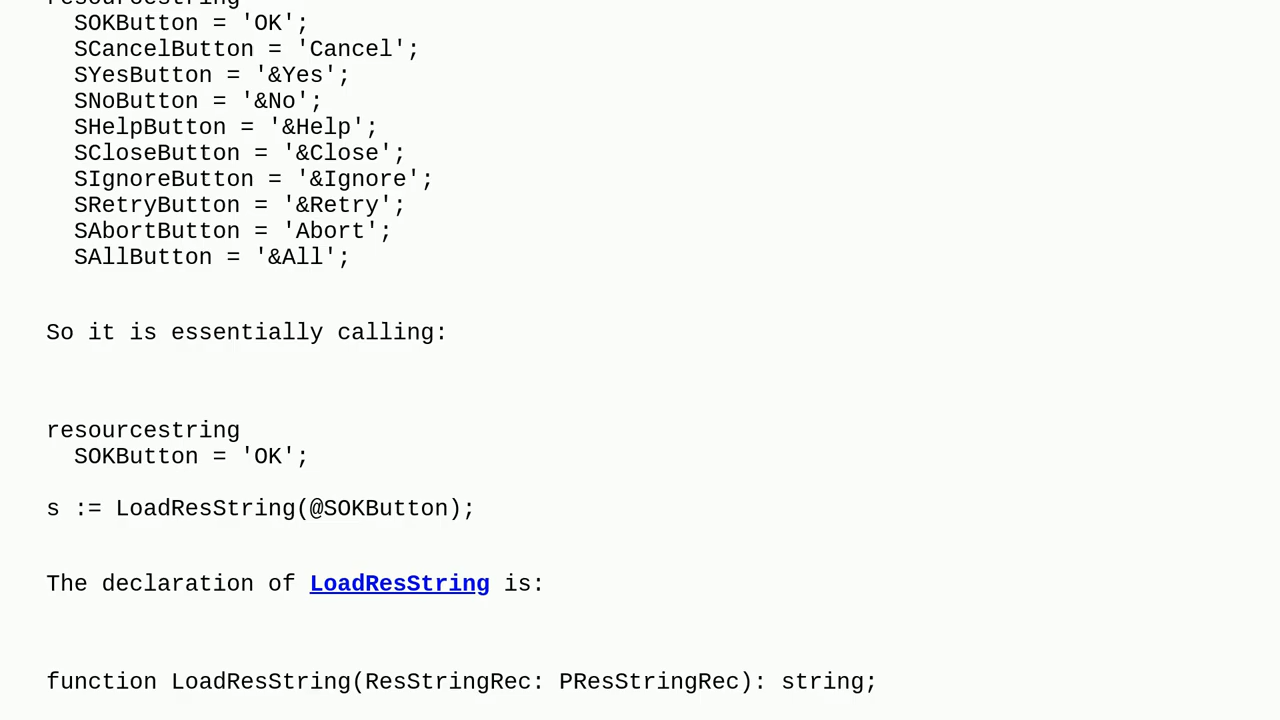 resourcestring
SOKButton = 'OK';
SCancelButton = 'Cancel';
SYesButton = '&Yes';
SNoButton = '&No';
SHelpButton = '&Help';
SCloseButton = '&Close';
SIgnoreButton = '&Ignore';
SRetryButton = '&Retry';
SAbortButton = 'Abort';
SAllButton = '&All';
So it is essentially calling:
resourcestring
SOKButton = 'OK';
s := LoadResString(@SOKButton);
The declaration of LoadResString is:
function LoadResString(ResStringRec: PResStringRec): string;